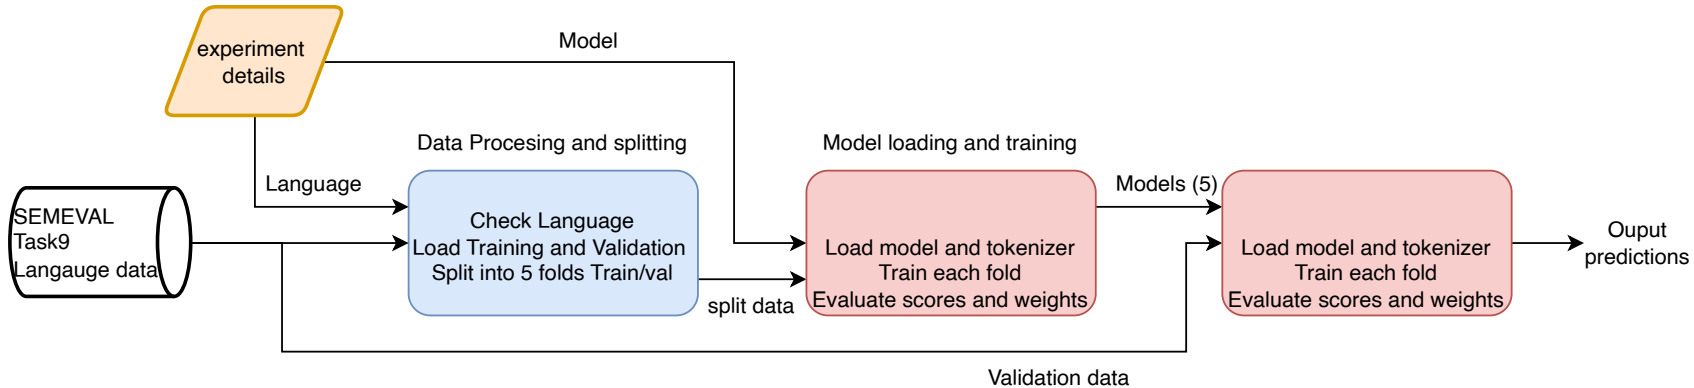 experiment
details
Model
Data Procesing and splitting
Model loading and training
Language
Models (5)
SEMEVAL
Task9
Langauge data
Check Language
Load Training and Validation
Split into 5 folds Train/val
split data
Load model and tokenizer
Train each fold
Evaluate scores and weights
Load model and tokenizer
Train each fold
Evaluate scores and weights
Ouput
predictions
Validation data